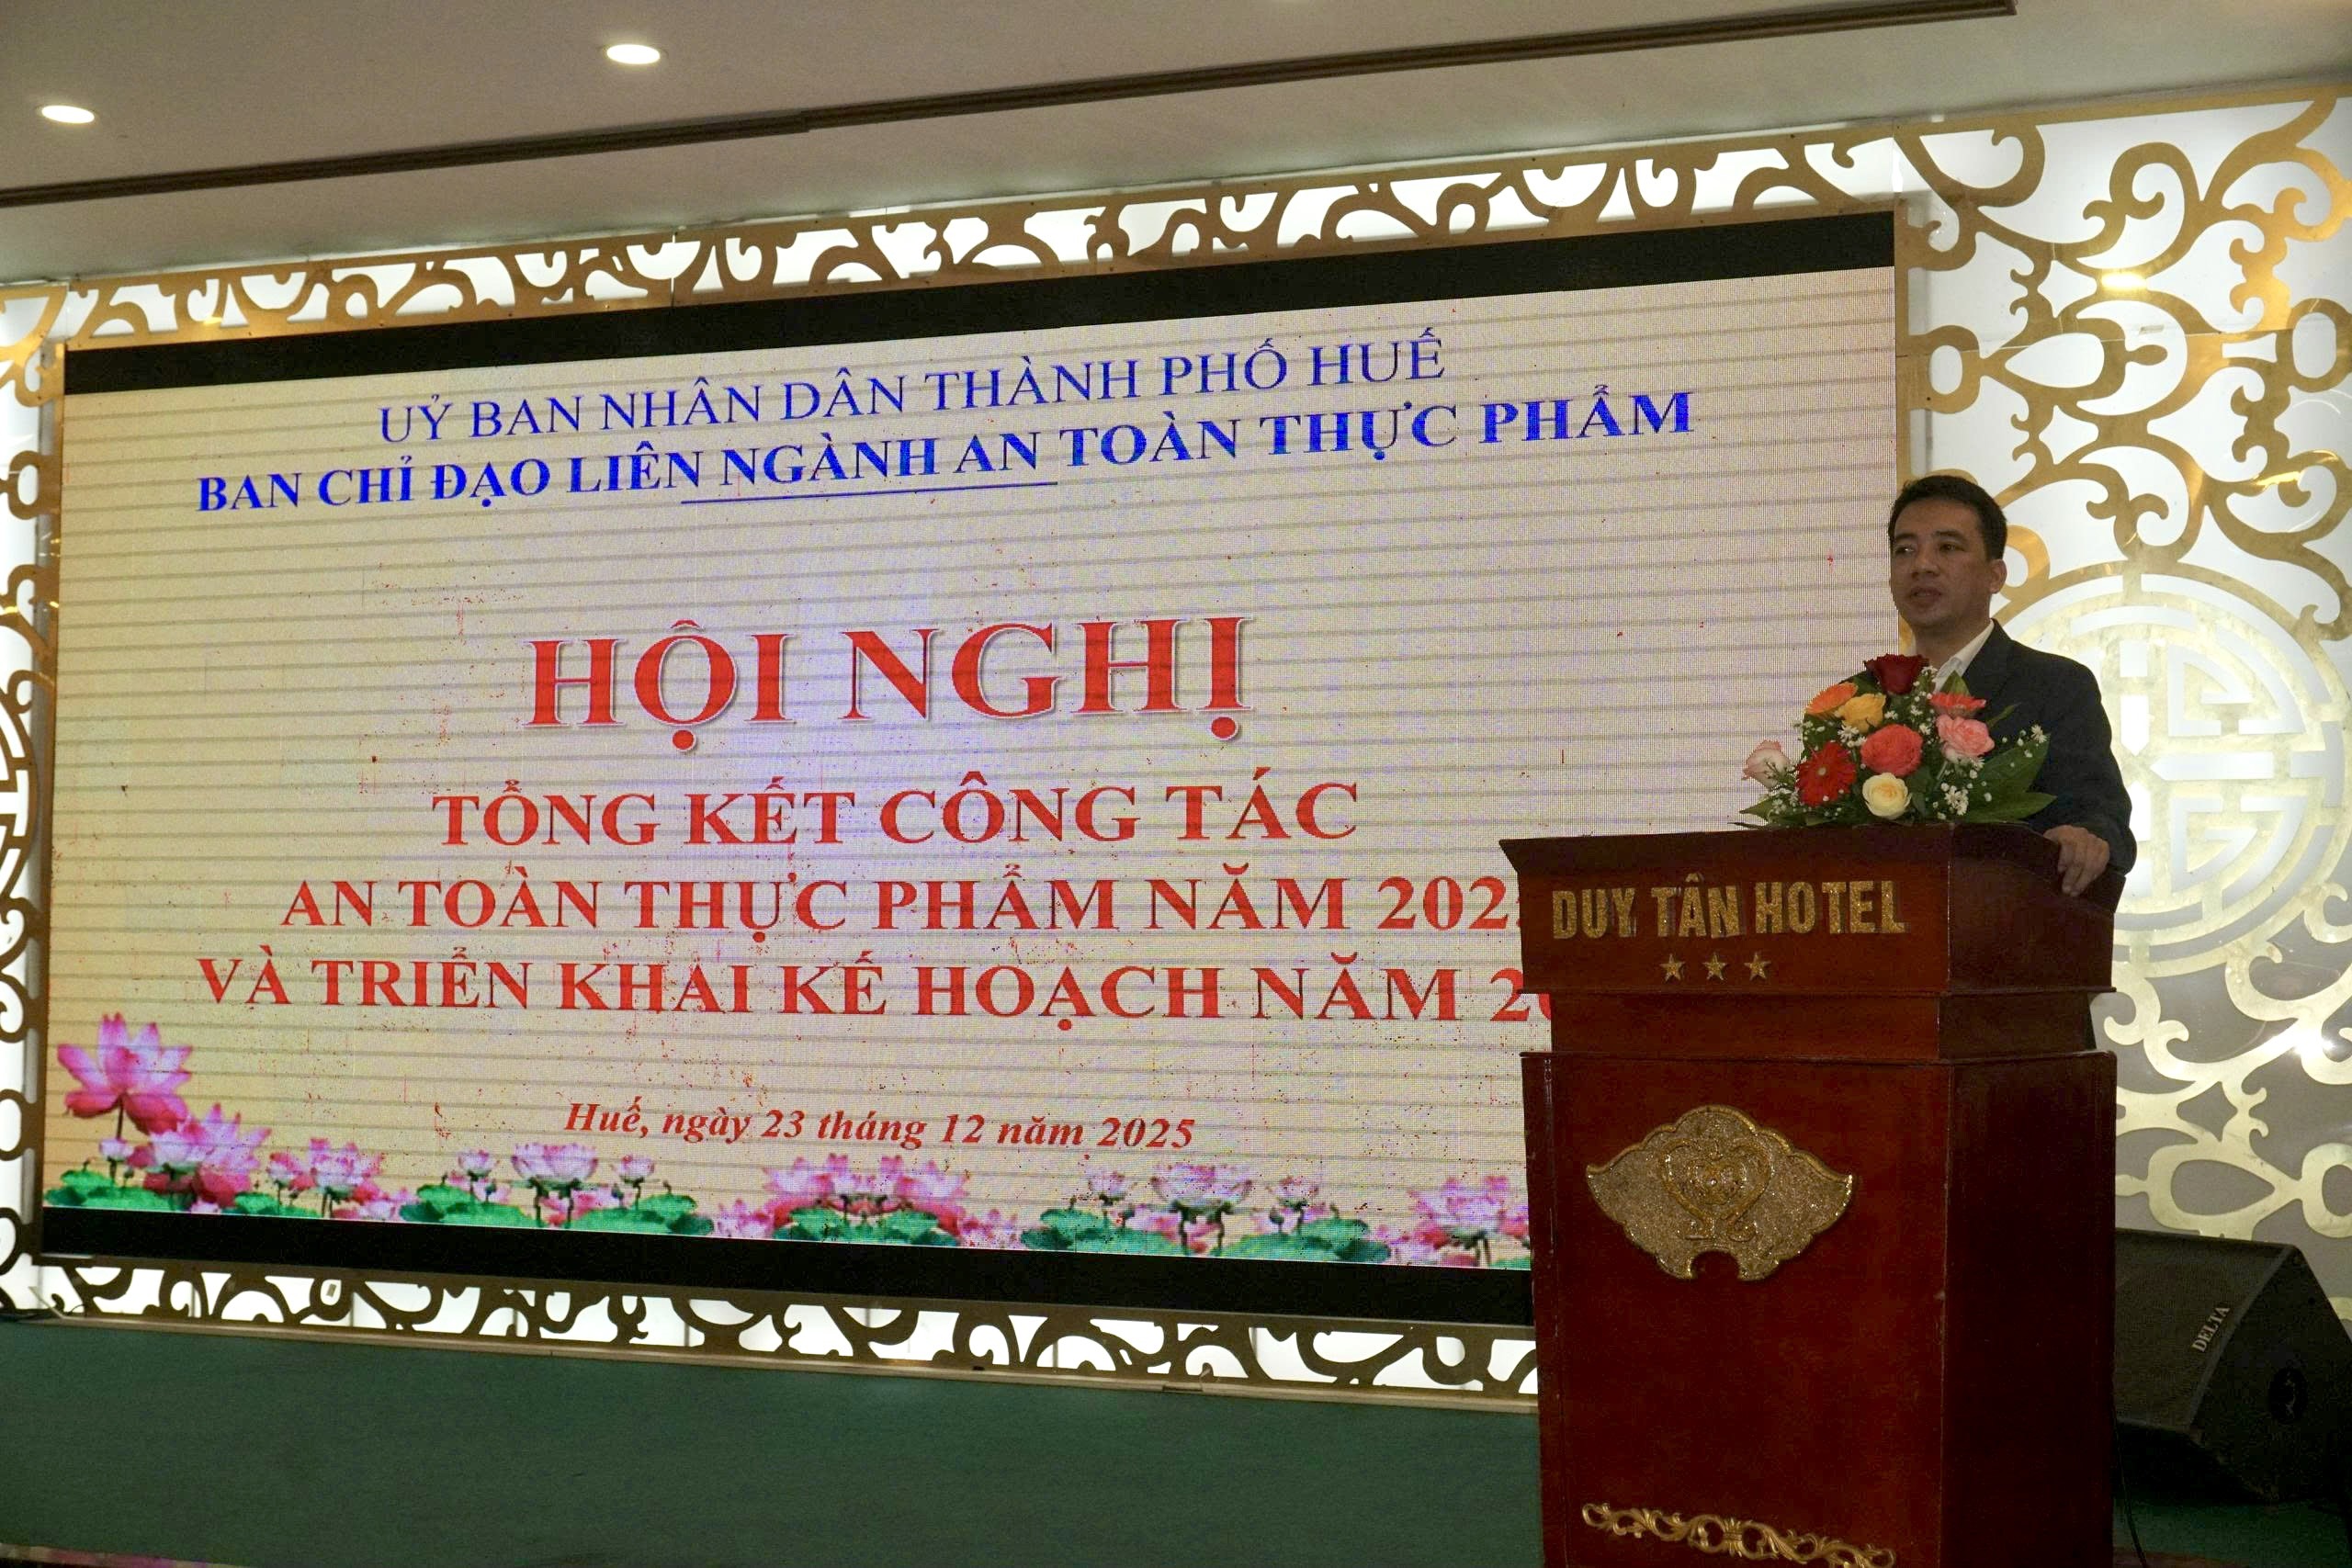 UỶ BAN NHÂN DÂN THÀNH PHỐ HUẾ
BAN CHỈ ĐẠO LIÊN NGÀNH AN TOÀN THỰC PHẨM
HỘI NGHỊ
TỔNG KẾT CÔNG TÁC
AN TOÀN THỰC PHẨM NĂM
VÀ TRIỂN KHAI KẾ HOẠCH NĂM
Huế, ngày 23 tháng 12 năm 2025
DUY TÂN HOTEL
DELTA